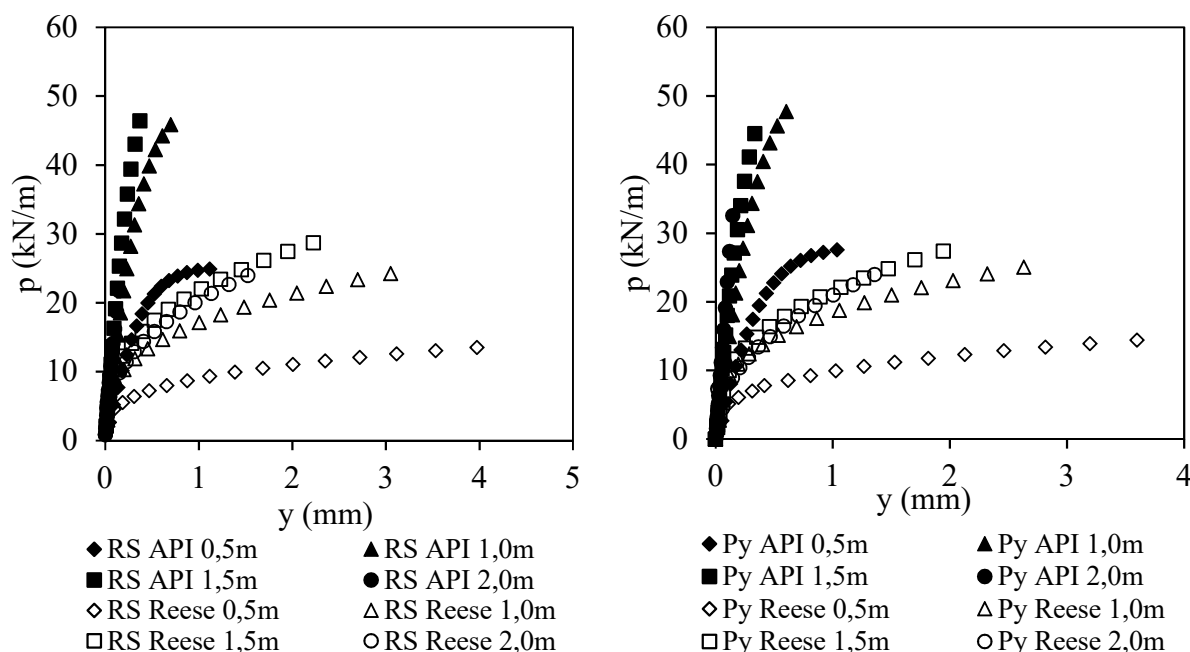 60
50
40
30
20
10
0
p (kN/m)
0 1 2 3 4 5
y (mm)
RS API 0,5m RS API 1,0m
RS API 1,5m RS API 2,0m
RS Reese 0,5m RS Reese 1,0m
RS Reese 1,5m RS Reese 2,0m
60
50
40
30
20
10
0
p (kN/m)
0 1 2 3 4
y (mm)
Py API 0,5m Py API 1,0m
Py API 1,5m Py API 2,0m
Py Reese 0,5m Py Reese 1,0m
Py Reese 1,5m Py Reese 2,0m